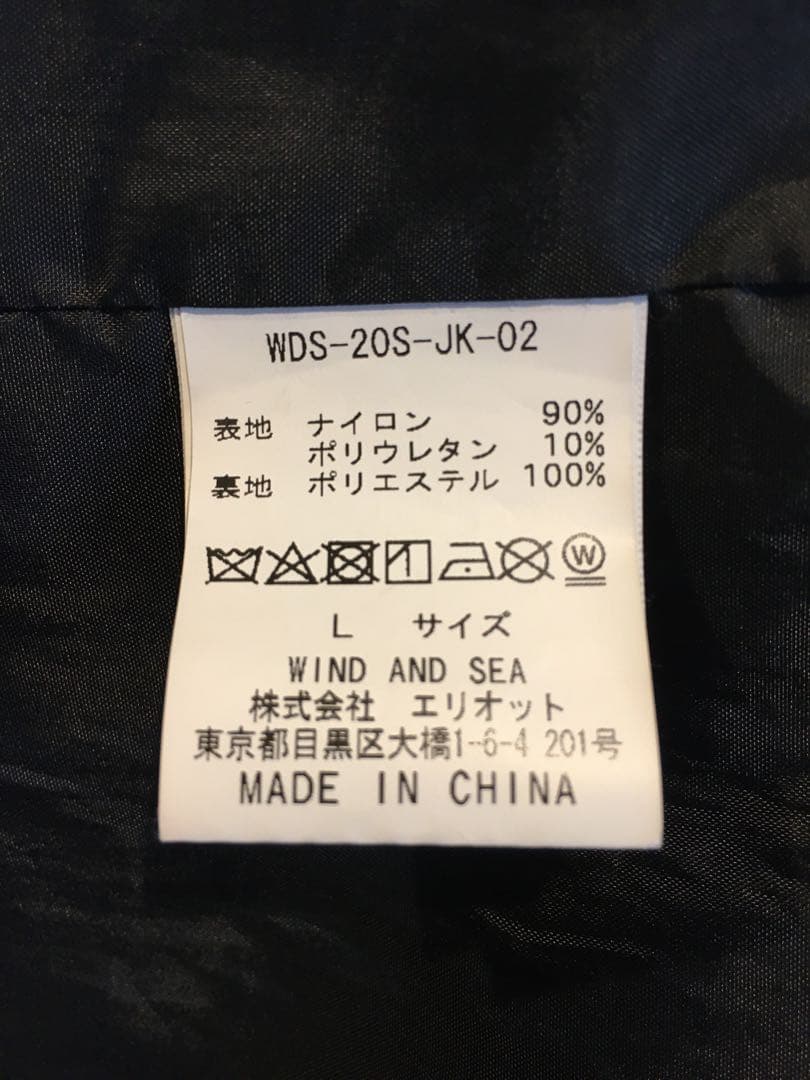 WDS-20S-JK-02
表地 ナイロン 90%
ポリウレタン 10%
裏地 ポリエステル 100%
W
L サイズ
WIND AND SEA
株式会社 エリオット
東京都目黒区大橋1-6-4 201号
MADE IN CHINA